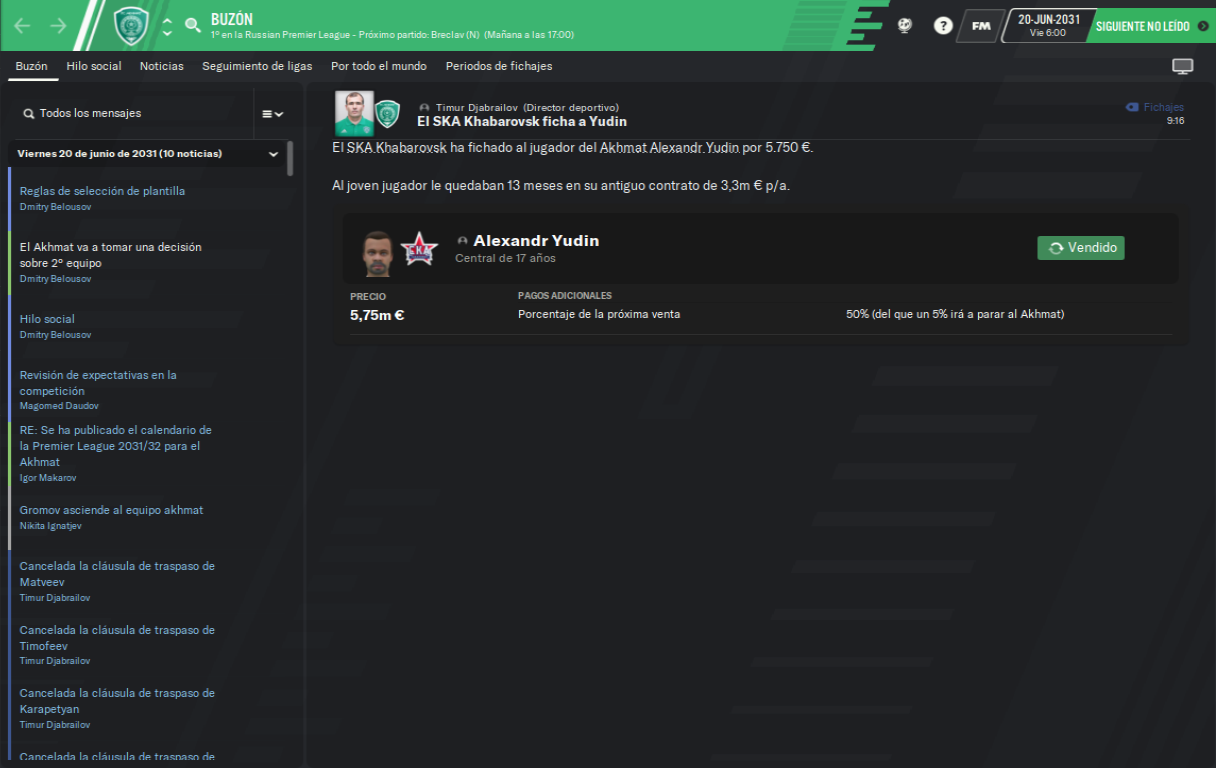 BUZÓN
1º en la Russian Premier League - Próximo partido: Breclav (N) (Mañana a las 17:00)
?
FM
20-JUN-2031
Vie 6:00
SIGUIENTE NO LEÍDO
Buzón Hilo social Noticias Seguimiento de ligas Por todo el mundo Periodos de fichajes
Todos los mensajes
Viernes 20 de junio de 2031 (10 noticias)
Reglas de selección de plantilla
Dmitry Belousov
El Akhmat va a tomar una decisión
sobre 2º equipo
Dmitry Belousov
Hilo social
Dmitry Belousov
Revisión de expectativas en la
competición
Magomed Daudov
RE: Se ha publicado el calendario de
la Premier League 2031/32 para el
Akhmat
Igor Makarov
Gromov asciende al equipo akhmat
Nikita Ignatjev
Cancelada la cláusula de traspaso de
Matveev
Timur Djabrailov
Cancelada la cláusula de traspaso de
Timofeev
Timur Djabrailov
Cancelada la cláusula de traspaso de
Karapetyan
Timur Djabrailov
Cancelada la cláusula de traspaso de
Timur Djabrailov (Director deportivo)
El SKA Khabarovsk ficha a Yudin
Fichajes
9:16
El SKA Khabarovsk ha fichado al jugador del Akhmat Alexandr Yudin por 5.750 €.
Al joven jugador le quedaban 13 meses en su antiguo contrato de 3,3m € p/a.
Alexandr Yudin
Central de 17 años
Vendido
PRECIO
5,75m €
PAGOS ADICIONALES
Porcentaje de la próxima venta 50% (del que un 5% irá a parar al Akhmat)